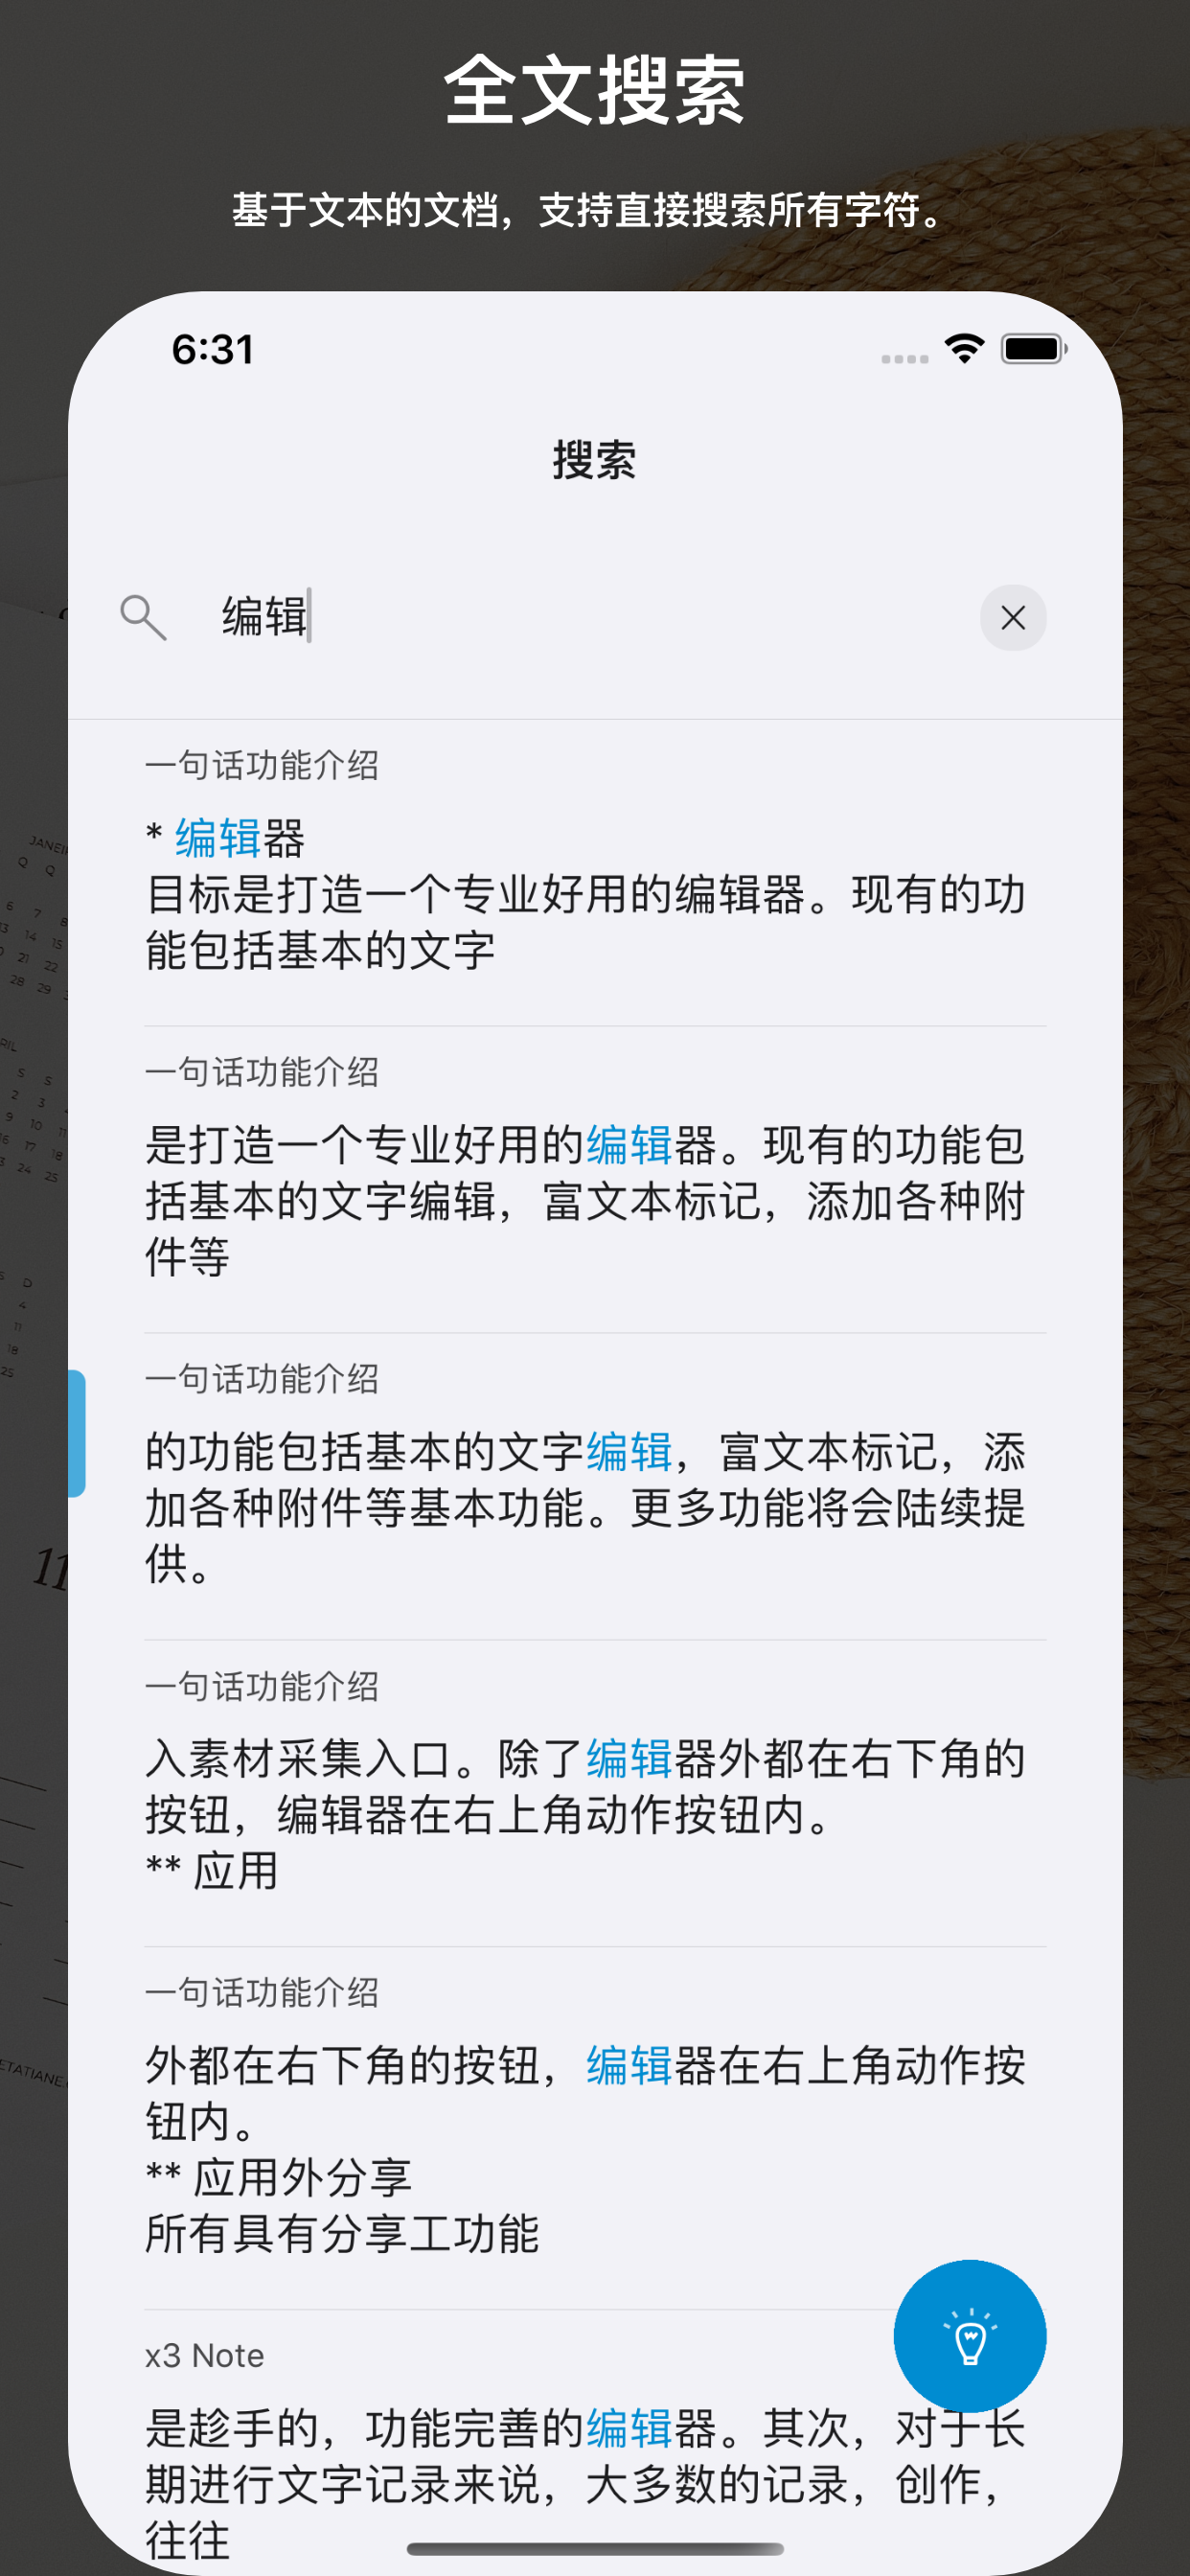 全文搜索
基于文本的文档，支持直接搜索所有字符。
6:31
搜索
编辑
一句话功能介绍
* 编辑器
目标是打造一个专业好用的编辑器。现有的功
能包括基本的文字
一句话功能介绍
是打造一个专业好用的编辑器。现有的功能包
括基本的文字编辑，富文本标记，添加各种附
件等
一句话功能介绍
的功能包括基本的文字编辑，富文本标记，添
加各种附件等基本功能。更多功能将会陆续提
供。
一句话功能介绍
入素材采集入口。除了编辑器外都在右下角的
按钮，编辑器在右上角动作按钮内。
** 应用
一句话功能介绍
外都在右下角的按钮，编辑器在右上角动作按
钮内。
** 应用外分享
所有具有分享工功能
x3 Note
是趁手的，功能完善的编辑器。其次，对于长
期进行文字记录来说，大多数的记录，创作，
往往